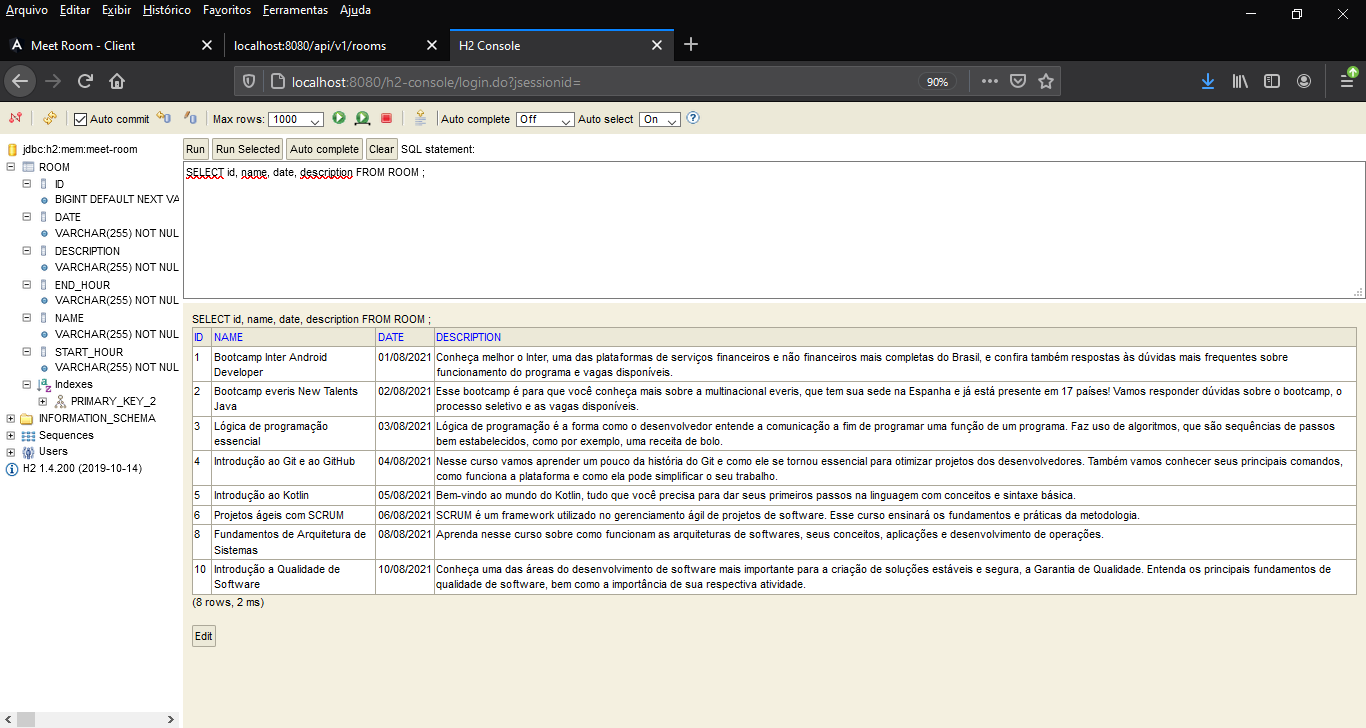 Arquivo Editar Exibir Histórico Favoritos Ferramentas Ajuda
Meet Room - Client
localhost:8080/api/v1/rooms
H2 Console
localhost:8080/h2-console/login.do?jsessionid=
90%
Auto commit
Max rows: 1000
Auto complete Off
Auto select On
jdbc:h2:mem:meet-room
ROOM
ID
BIGINT DEFAULT NEXT VA
DATE
VARCHAR(255) NOT NUL
DESCRIPTION
VARCHAR(255) NOT NUL
END_HOUR
VARCHAR(255) NOT NUL
NAME
VARCHAR(255) NOT NUL
START_HOUR
VARCHAR(255) NOT NUL
Indexes
PRIMARY_KEY_2
INFORMATION_SCHEMA
Sequences
Users
H2 1.4.200 (2019-10-14)
Run Run Selected Auto complete Clear SQL statement:
SELECT id, name, date, description FROM ROOM ;
SELECT id, name, date, description FROM ROOM ;
ID NAME DATE DESCRIPTION
1 Bootcamp Inter Android Developer 01/08/2021 Conheça melhor o Inter, uma das plataformas de serviços financeiros e não financeiros mais completas do Brasil, e confira também respostas às dúvidas mais frequentes sobre funcionamento do programa e vagas disponíveis.
2 Bootcamp everis New Talents Java 02/08/2021 Esse bootcamp é para que você conheça mais sobre a multinacional everis, que tem sua sede na Espanha e já está presente em 17 países! Vamos responder dúvidas sobre o bootcamp, o processo seletivo e as vagas disponíveis.
3 Lógica de programação essencial 03/08/2021 Lógica de programação é a forma como o desenvolvedor entende a comunicação a fim de programar uma função de um programa. Faz uso de algoritmos, que são sequências de passos bem estabelecidos, como por exemplo, uma receita de bolo.
4 Introdução ao Git e ao GitHub 04/08/2021 Nesse curso vamos aprender um pouco da história do Git e como ele se tornou essencial para otimizar projetos dos desenvolvedores. Também vamos conhecer seus principais comandos, como funciona a plataforma e como ela pode simplificar o seu trabalho.
5 Introdução ao Kotlin 05/08/2021 Bem-vindo ao mundo do Kotlin, tudo que você precisa para dar seus primeiros passos na linguagem com conceitos e sintaxe básica.
6 Projetos ágeis com SCRUM 06/08/2021 SCRUM é um framework utilizado no gerenciamento ágil de projetos de software. Esse curso ensinará os fundamentos e práticas da metodologia.
8 Fundamentos de Arquitetura de Sistemas 08/08/2021 Aprenda nesse curso sobre como funcionam as arquiteturas de softwares, seus conceitos, aplicações e desenvolvimento de operações.
10 Introdução a Qualidade de Software 10/08/2021 Conheça uma das áreas do desenvolvimento de software mais importante para a criação de soluções estáveis e segura, a Garantia de Qualidade. Entenda os principais fundamentos de qualidade de software, bem como a importância de sua respectiva atividade.
(8 rows, 2 ms)
Edit